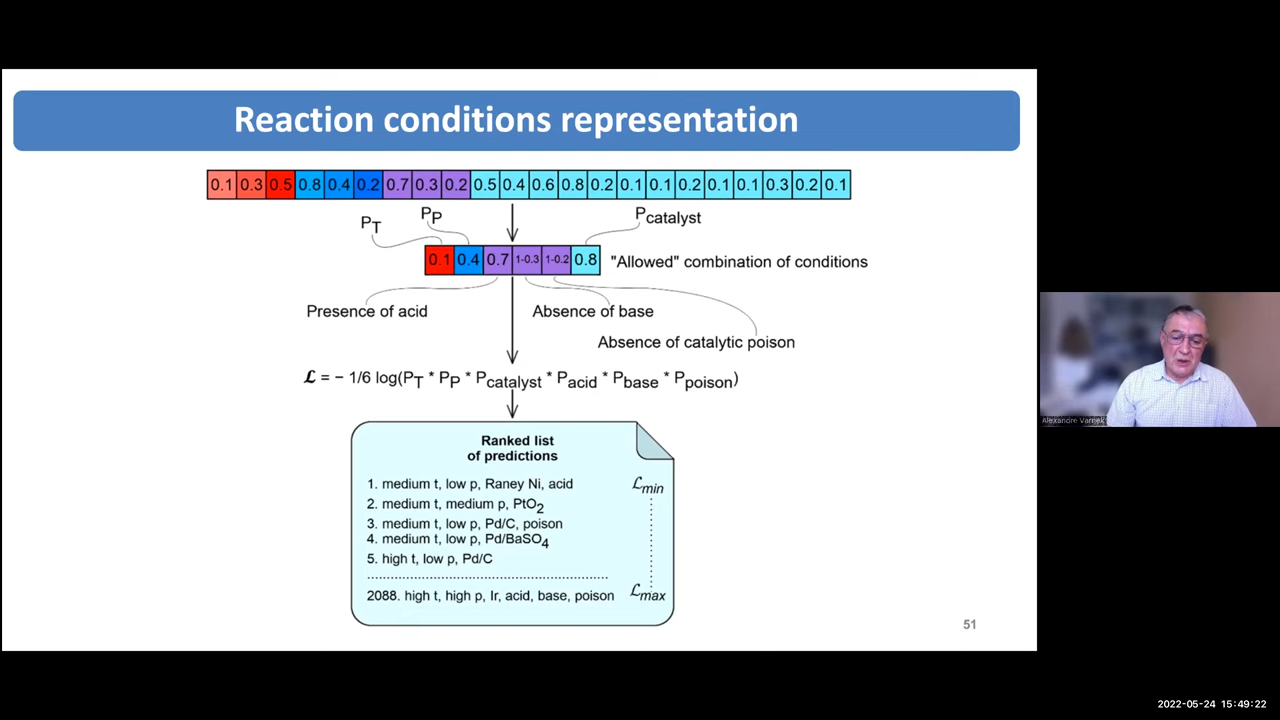 Reaction conditions representation
0.1 0.3 0.5 0.8 0.4 0.2 0.7 0.3 0.2 0.5 0.4 0.6 0.8 0.2 0.1 0.1 0.2 0.1 0.1 0.3 0.2 0.1
PT PP Pcatalyst
0.1 0.4 0.7 1-0.3 1-0.2 0.8 "Allowed" combination of conditions
Presence of acid Absence of base
Absence of catalytic poison
ℒ = − 1/6 log(PT * PP * Pcatalyst * Pacid * Pbase * Ppoison)
Ranked list
of predictions
1. medium t, low p, Raney Ni, acid ℒmin
2. medium t, medium p, PtO2
3. medium t, low p, Pd/C, poison
4. medium t, low p, Pd/BaSO4
5. high t, low p, Pd/C
2088. high t, high p, Ir, acid, base, poison ℒmax
51
Alexandre Varnek
2022-05-24 15:49:22